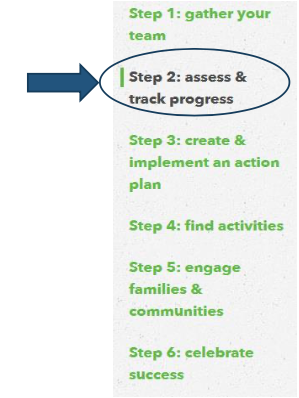 Step 1: gather your
team
Step 2: assess &
track progress
Step 3: create &
implement an action
plan
Step 4: find activities
Step 5: engage
families &
communities
Step 6: celebrate
success